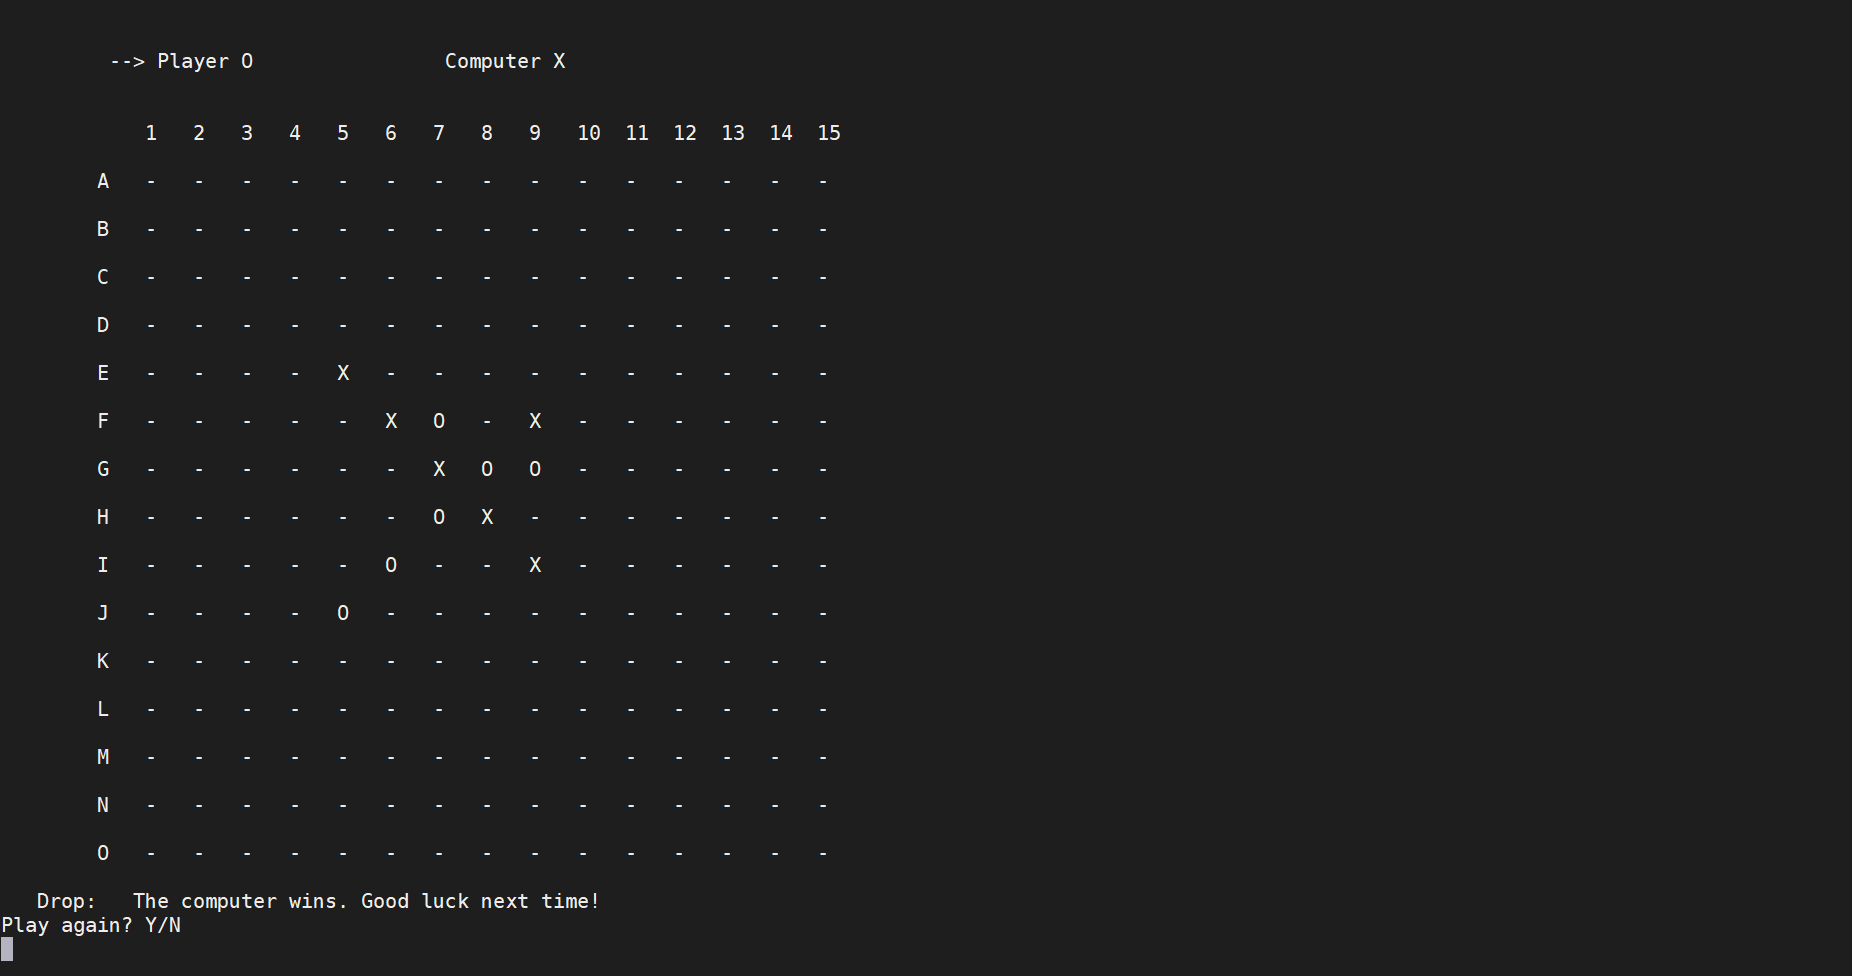 --> Player O                Computer X
1   2   3   4   5   6   7   8   9   10  11  12  13  14  15
A   -   -   -   -   -   -   -   -   -   -   -   -   -   -   -
B   -   -   -   -   -   -   -   -   -   -   -   -   -   -   -
C   -   -   -   -   -   -   -   -   -   -   -   -   -   -   -
D   -   -   -   -   -   -   -   -   -   -   -   -   -   -   -
E   -   -   -   -   X   -   -   -   -   -   -   -   -   -   -
F   -   -   -   -   -   X   O   -   X   -   -   -   -   -   -
G   -   -   -   -   -   -   X   O   O   -   -   -   -   -   -
H   -   -   -   -   -   -   O   X   -   -   -   -   -   -   -
I   -   -   -   -   -   O   -   -   X   -   -   -   -   -   -
J   -   -   -   -   O   -   -   -   -   -   -   -   -   -   -
K   -   -   -   -   -   -   -   -   -   -   -   -   -   -   -
L   -   -   -   -   -   -   -   -   -   -   -   -   -   -   -
M   -   -   -   -   -   -   -   -   -   -   -   -   -   -   -
N   -   -   -   -   -   -   -   -   -   -   -   -   -   -   -
O   -   -   -   -   -   -   -   -   -   -   -   -   -   -   -
Drop:   The computer wins. Good luck next time!
Play again? Y/N